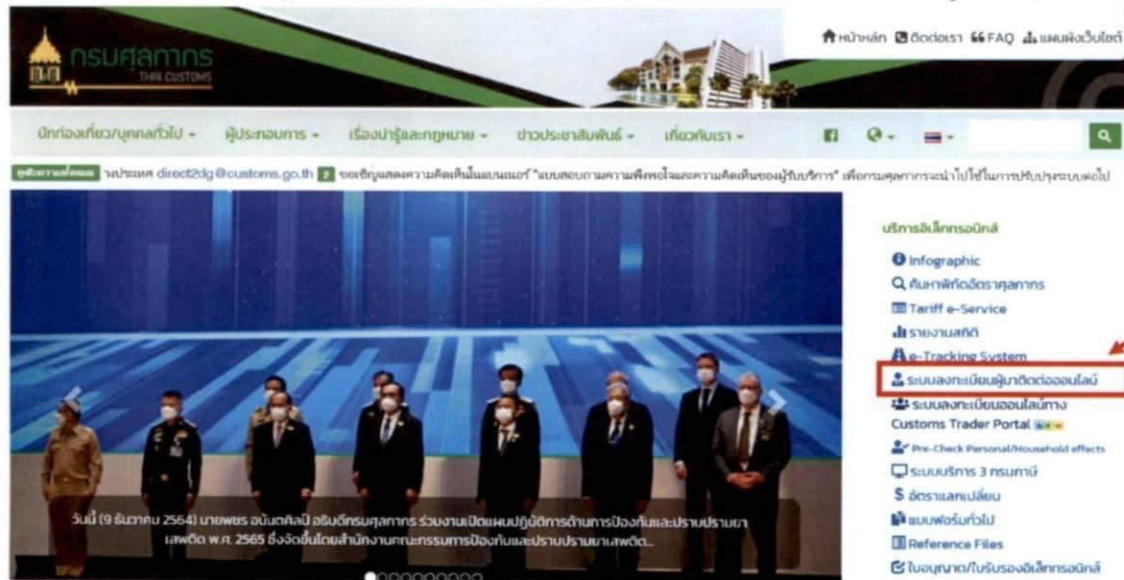 หน้าหลัก ติดต่อเรา FAQ แผนผังเว็บไซต์
กรมศุลกากร
THAI CUSTOMS
นักท่องเที่ยว/บุคคลทั่วไป ผู้ประกอบการ เรื่องน่ารู้และกฎหมาย ข่าวประชาสัมพันธ์ เกี่ยวกับเรา
างประเทศ direct2dg@customs.go.th 2 ขอเชิญแสดงความคิดเห็นในแบนเนอร์ "แบบสอบถามความพึงพอใจและความคิดเห็นของผู้รับบริการ" เพื่อกรมศุลกากรจะนำไปใช้ในการปรับปรุงระบบต่อไป
บริการอิเล็กทรอนิกส์
Infographic
ค้นหาพิกัดอัตราศุลกากร
Tariff e-Service
รายงานสถิติ
e-Tracking System
ระบบลงทะเบียนผู้มาติดต่อออนไลน์
ระบบลงทะเบียนออนไลน์ทาง
Customs Trader Portal
Pre-Check Personal/Household effects
ระบบบริการ 3 กรมภาษี
อัตราแลกเปลี่ยน
แบบฟอร์มทั่วไป
Reference Files
ใบอนุญาต/ใบรับรองอิเล็กทรอนิกส์
วันนี้ (9 ธันวาคม 2564) นายพชร อนันตศิลป์ อธิบดีกรมศุลกากร ร่วมงานเปิดแผนปฏิบัติการด้านการป้องกันและปราบปรามยา
เสพติด พ.ศ. 2565 ซึ่งจัดขึ้นโดยสำนักงานคณะกรรมการป้องกันและปราบปรามยาเสพติด...